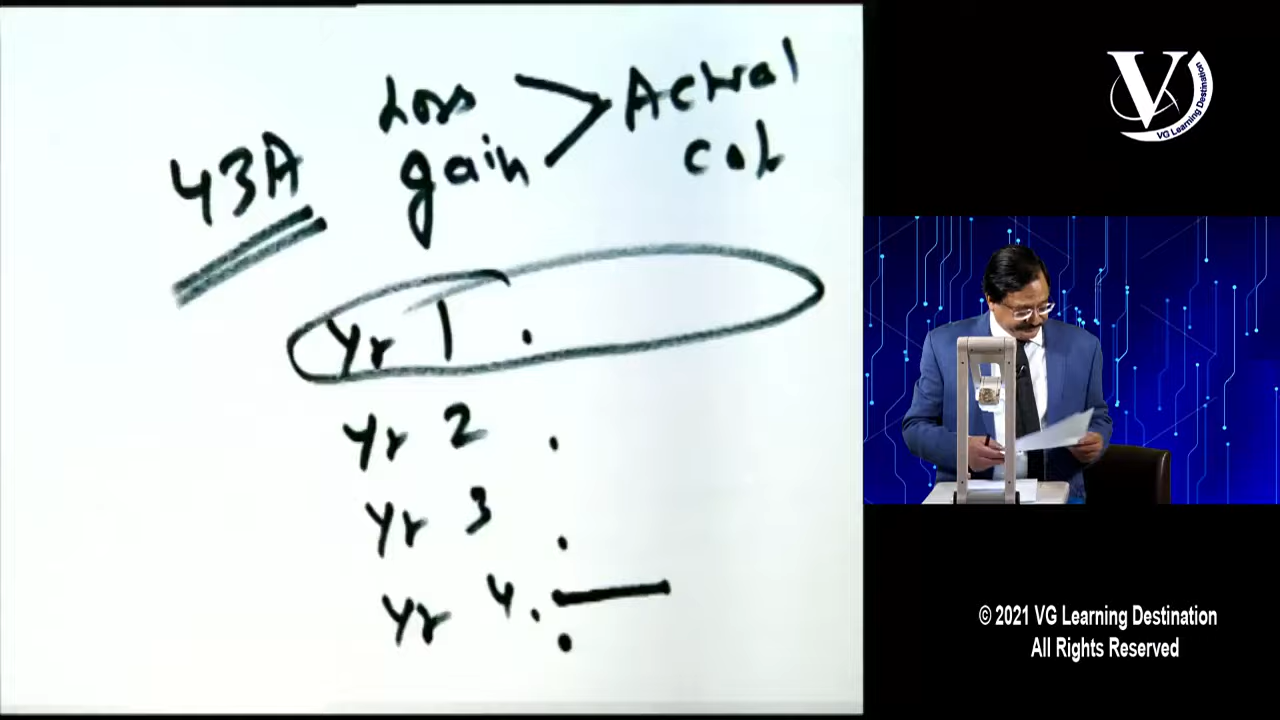 Loss
gain
Actual
cot
43A
yr 1 .
yr 2 .
yr 3 .
yr 4. —
.
V
VG Learning Destination
© 2021 VG Learning Destination
All Rights Reserved